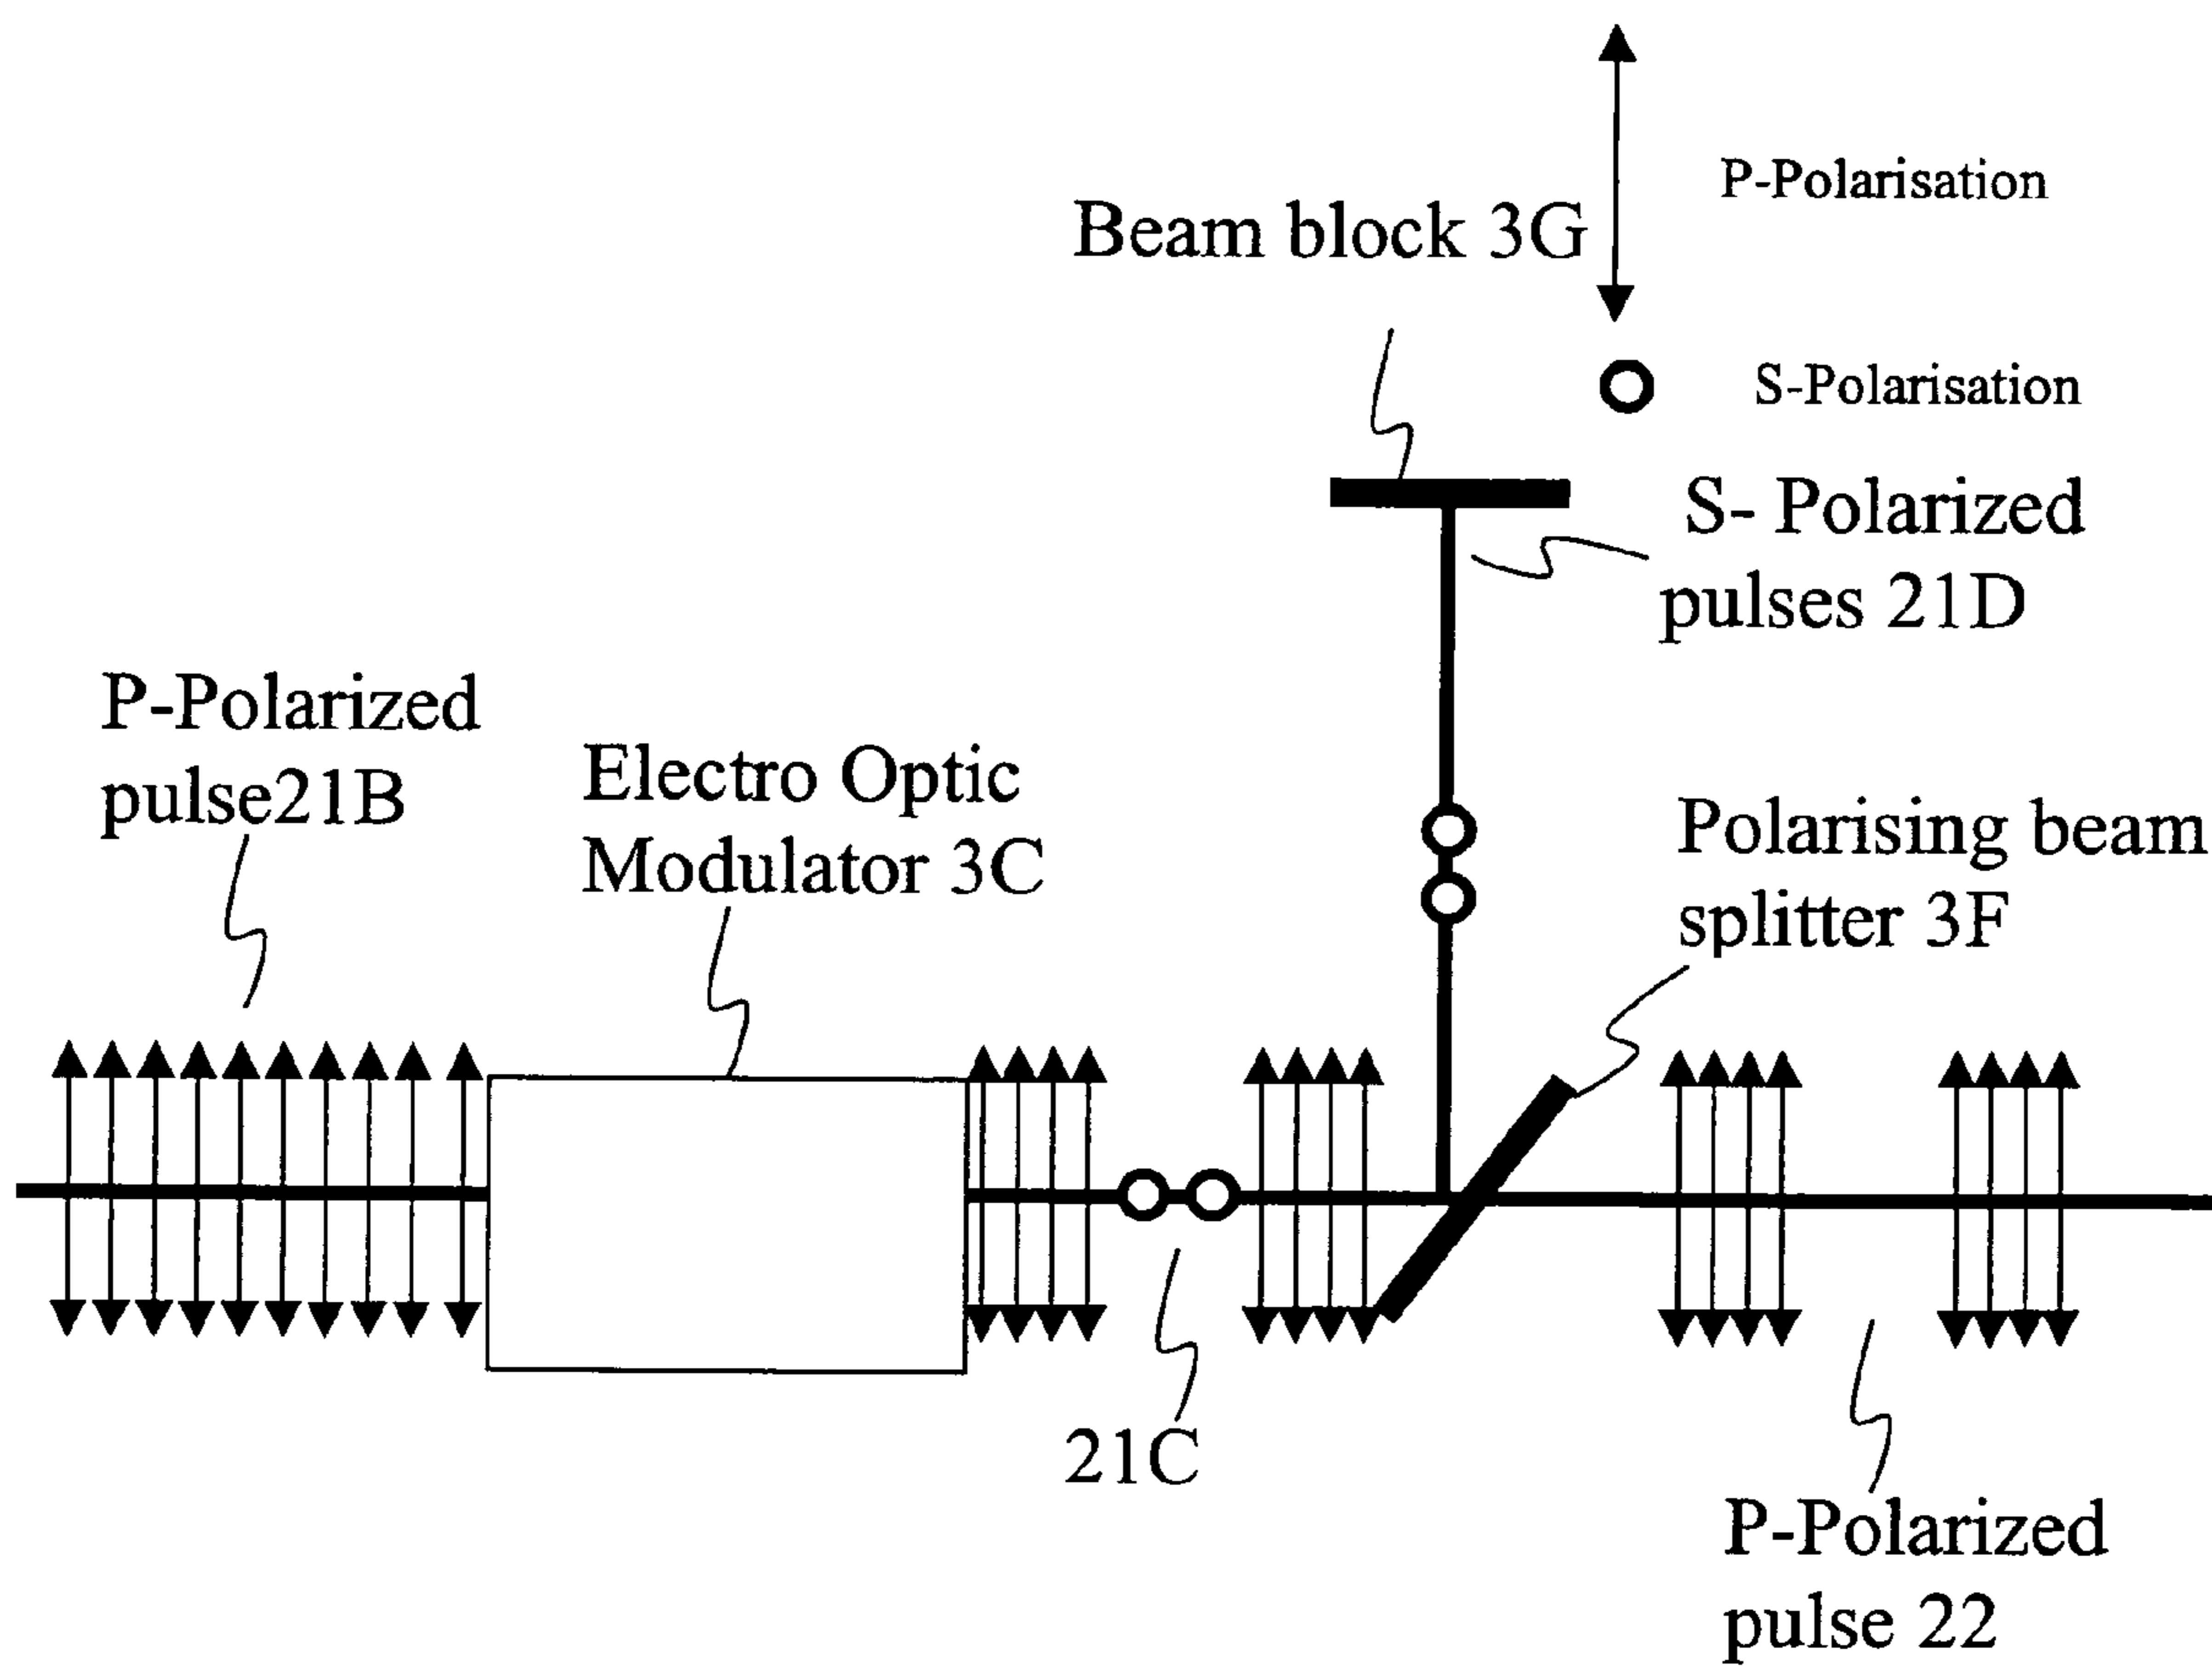 P-Polarisation
Beam block 3G
S-Polarisation
S- Polarized
pulses 21D
P-Polarized
pulse21B
Electro Optic
Modulator 3C
Polarising beam
splitter 3F
21C
P-Polarized
pulse 22